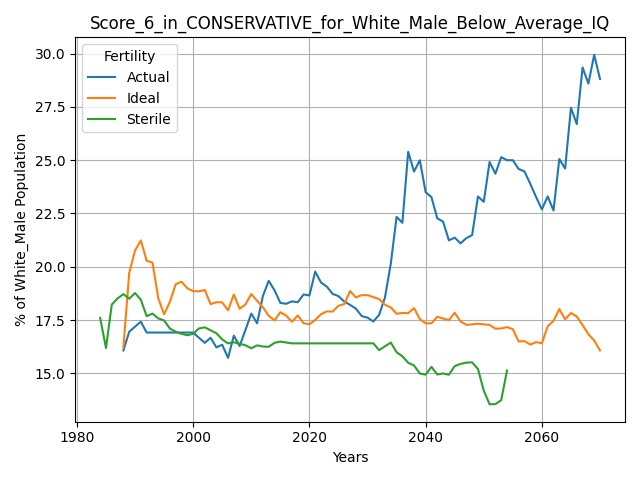 Score_6_in_CONSERVATIVE_for_White_Male_Below_Average_IQ
Fertility
Actual
Ideal
Sterile
% of White_Male Population
30.0
27.5
25.0
22.5
20.0
17.5
15.0
1980
2000
2020
2040
2060
Years